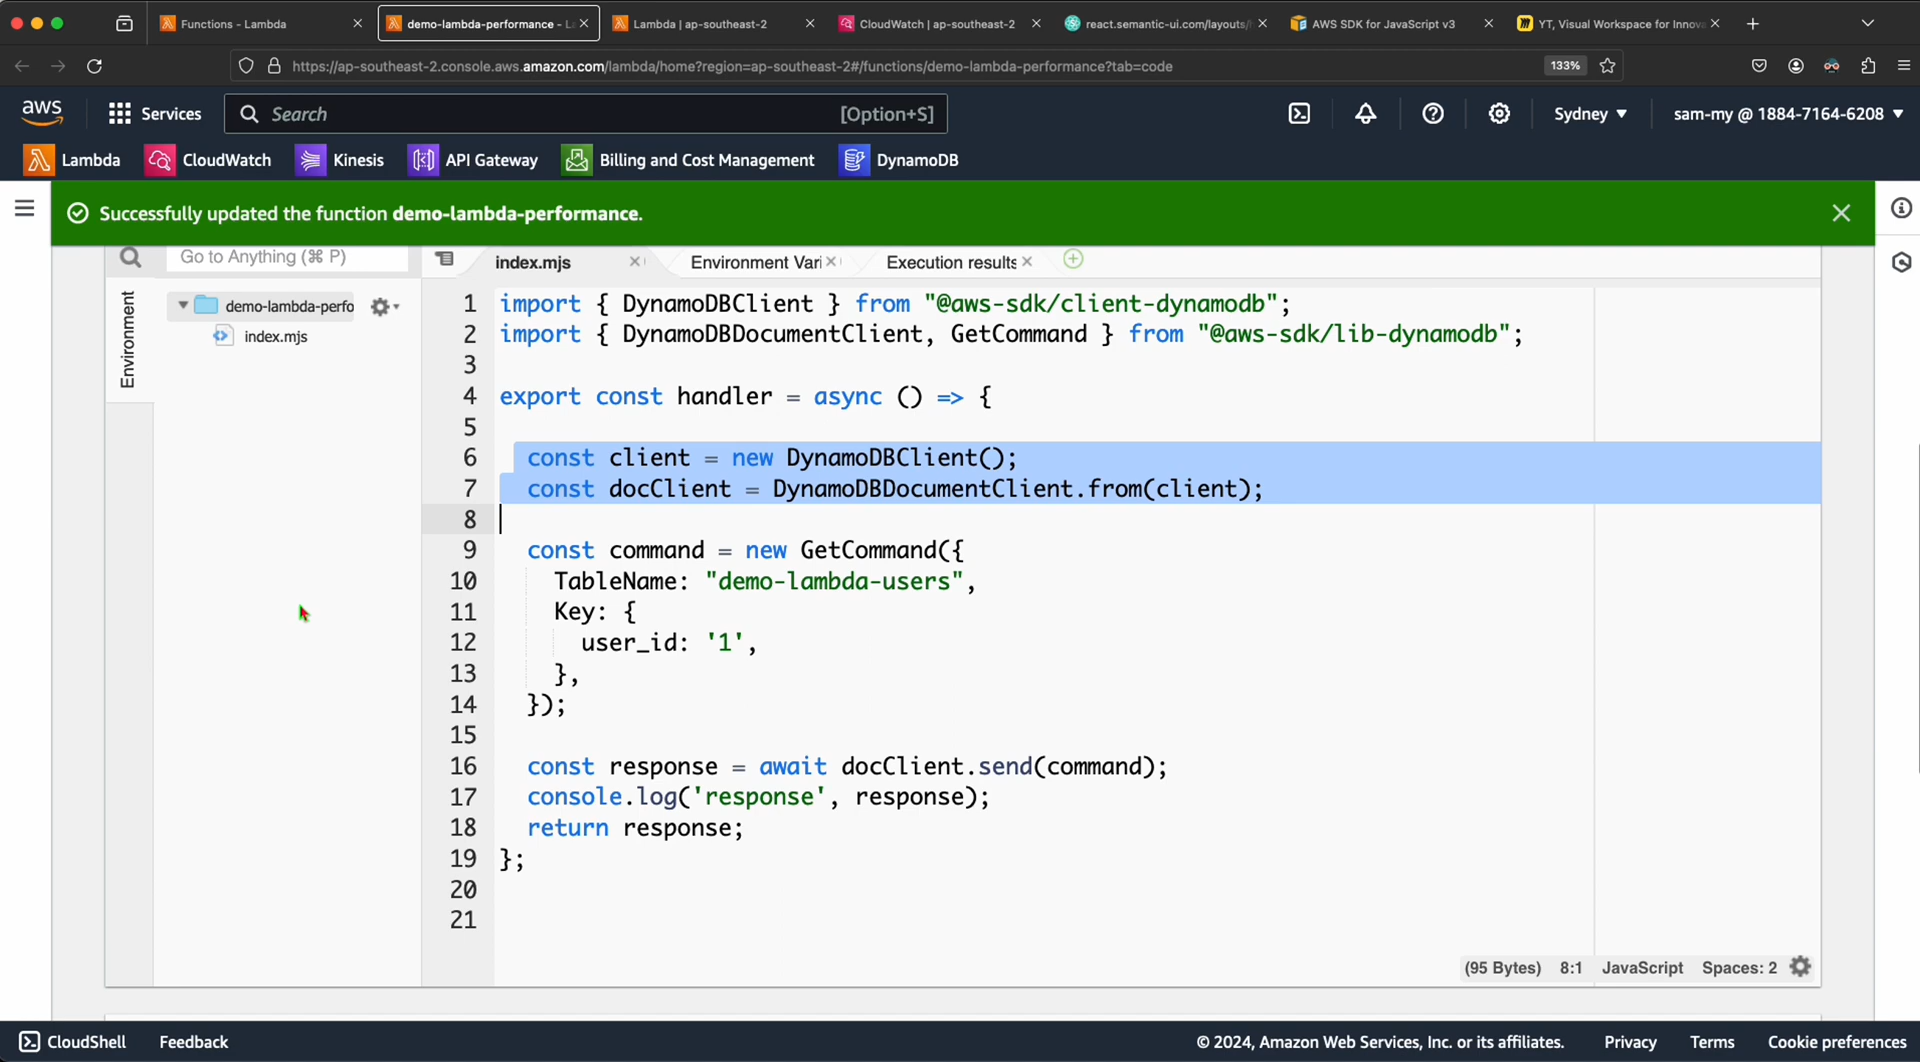 Functions - Lambda
demo-lambda-performance - L
Lambda | ap-southeast-2
CloudWatch | ap-southeast-2
react.semantic-ui.com/layouts/
AWS SDK for JavaScript v3
YT, Visual Workspace for Innova
https://ap-southeast-2.console.aws.amazon.com/lambda/home?region=ap-southeast-2#/functions/demo-lambda-performance?tab=code
133%
aws
Services
Search
[Option+S]
Sydney
sam-my @ 1884-7164-6208
Lambda
CloudWatch
Kinesis
API Gateway
Billing and Cost Management
DynamoDB
Successfully updated the function demo-lambda-performance.
Go to Anything (⌘ P)
index.mjs
Environment Vari
Execution results
Environment
demo-lambda-perfo
index.mjs
1 import { DynamoDBClient } from "@aws-sdk/client-dynamodb";
2 import { DynamoDBDocumentClient, GetCommand } from "@aws-sdk/lib-dynamodb";
3
4 export const handler = async () => {
5
6 const client = new DynamoDBClient();
7 const docClient = DynamoDBDocumentClient.from(client);
8
9 const command = new GetCommand({
10 TableName: "demo-lambda-users",
11 Key: {
12 user_id: '1',
13 },
14 });
15
16 const response = await docClient.send(command);
17 console.log('response', response);
18 return response;
19 };
20
21
(95 Bytes) 8:1 JavaScript Spaces: 2
CloudShell
Feedback
© 2024, Amazon Web Services, Inc. or its affiliates.
Privacy
Terms
Cookie preferences